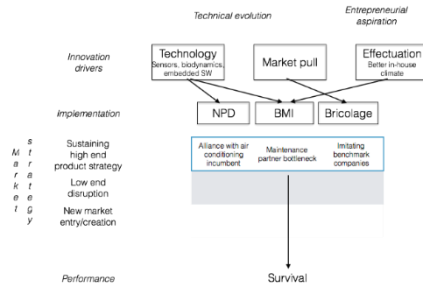 Technical evolution
Entrepreneurial
aspiration
Innovation
drivers
Technology
Sensors, biodynamics,
embedded SW
Market pull
Effectuation
Better in-house
climate
Implementation
NPD
BMI
Bricolage
Market
strategy
Sustaining
high end
product strategy
Low end
disruption
New market
entry/creation
Alliance with air
conditioning
incumbent
Maintenance
partner bottleneck
Imitating
benchmark
companies
Performance
Survival